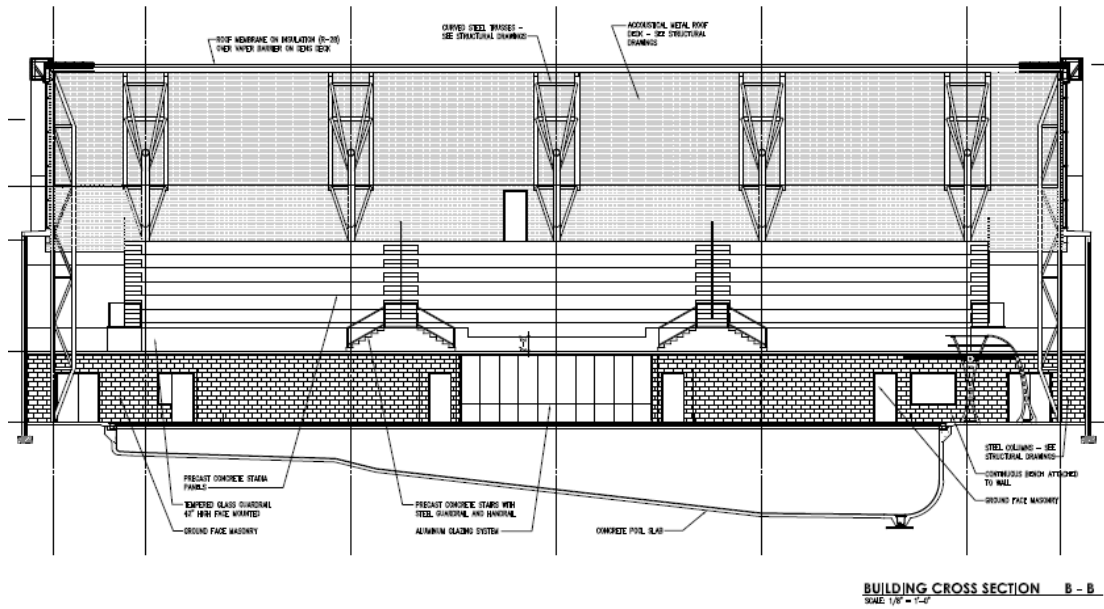 ROOF MEMBRANE ON INSULATION (R-28)
OVER VAPER BARRIER ON DENS DECK
CURVED STEEL TRUSSES -
SEE STRUCTURAL DRAWINGS
ACCOUSTICAL METAL ROOF
DECK - SEE STRUCTURAL
DRAWINGS
PRECAST CONCRETE STADIA
PANELS
TEMPERED GLASS GUARDRAIL
42" HIGH FACE MOUNTED
GROUND FACE MASONRY
PRECAST CONCRETE STAIRS WITH
STEEL GUARDRAIL AND HANDRAIL
ALUMINUM GLAZING SYSTEM
CONCRETE POOL SLAB
STEEL COLUMNS - SEE
STRUCTURAL DRAWINGS
CONTINUOUS BENCH ATTACHED
TO WALL
GROUND FACE MASONRY
BUILDING CROSS SECTION B - B
SCALE: 1/8" = 1'-0"